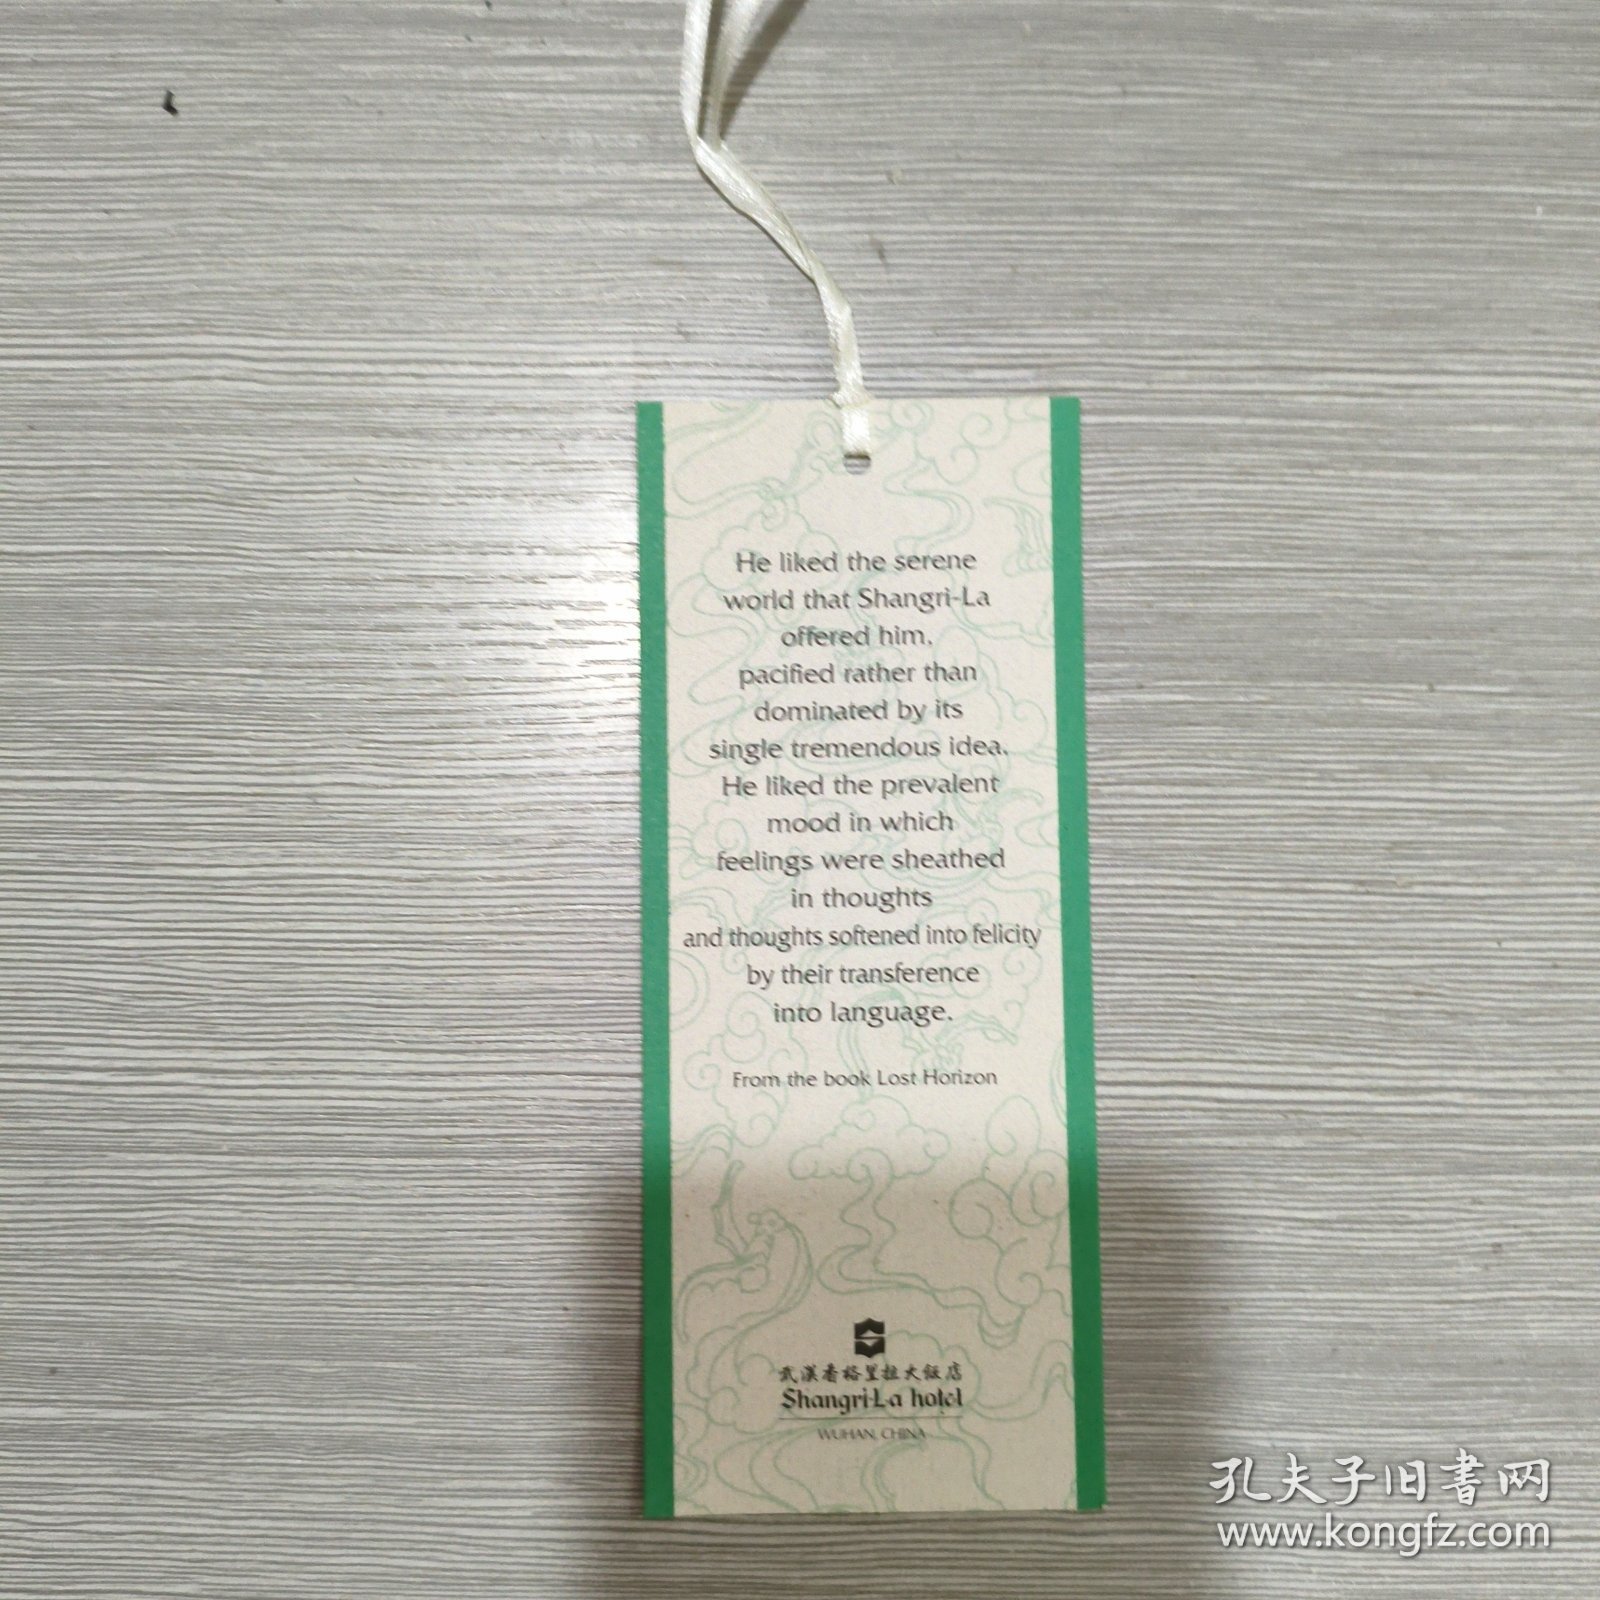 He liked the serene
world that Shangri-La
offered him,
pacified rather than
dominated by its
single tremendous idea.
He liked the prevalent
mood in which
feelings were sheathed
in thoughts
and thoughts softened into felicity
by their transference
into language.
From the book Lost Horizon
武漢香格里拉大飯店
Shangri-La hotel
WUHAN, CHINA
孔夫子旧書网
www.kongfz.com